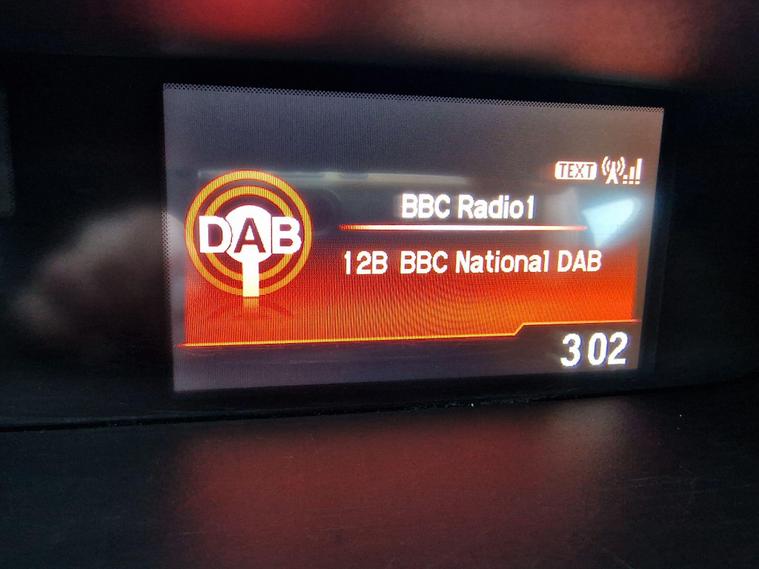 TEXT
DAB
BBC Radio1
12B BBC National DAB
302